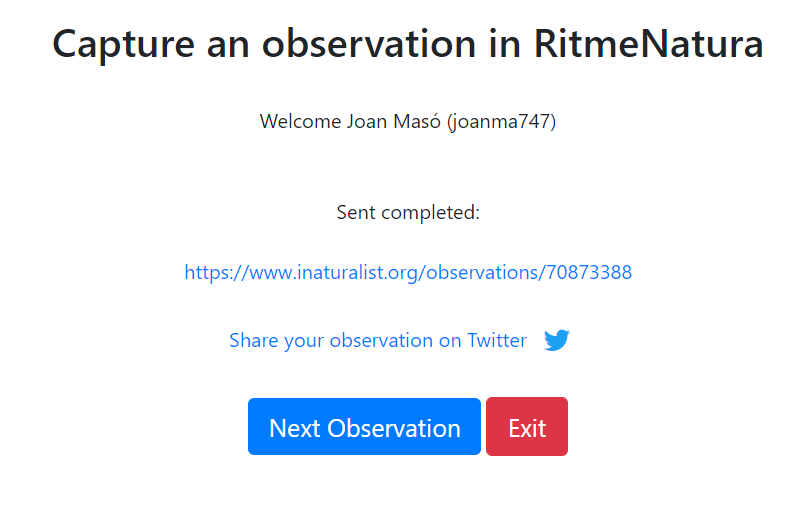 Capture an observation in RitmeNatura
Welcome Joan Masó (joanma747)
Sent completed:
https://www.inaturalist.org/observations/70873388
Share your observation on Twitter
Next Observation
Exit